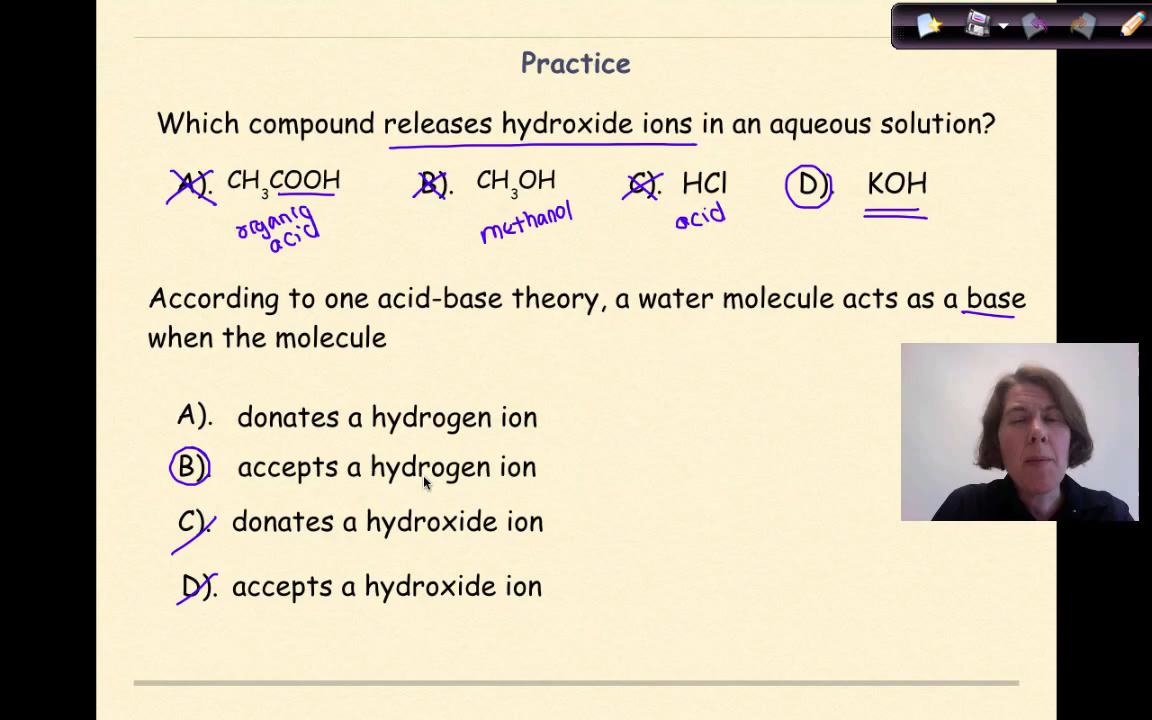 Practice
Which compound releases hydroxide ions in an aqueous solution?
A). CH₃COOH B). CH₃OH C). HCl D). KOH
organic acid methanol acid
According to one acid-base theory, a water molecule acts as a base
when the molecule
A). donates a hydrogen ion
B). accepts a hydrogen ion
C). donates a hydroxide ion
D). accepts a hydroxide ion